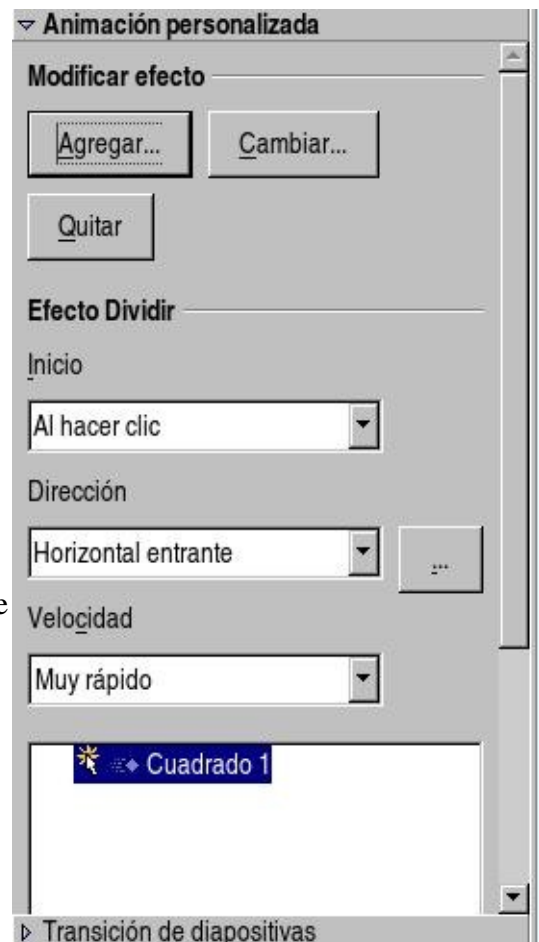 Animación personalizada
Modificar efecto
Agregar... Cambiar...
Quitar
Efecto Dividir
Inicio
Al hacer clic
Dirección
Horizontal entrante ...
e
Velocidad
Muy rápido
Cuadrado 1
Transición de diapositivas